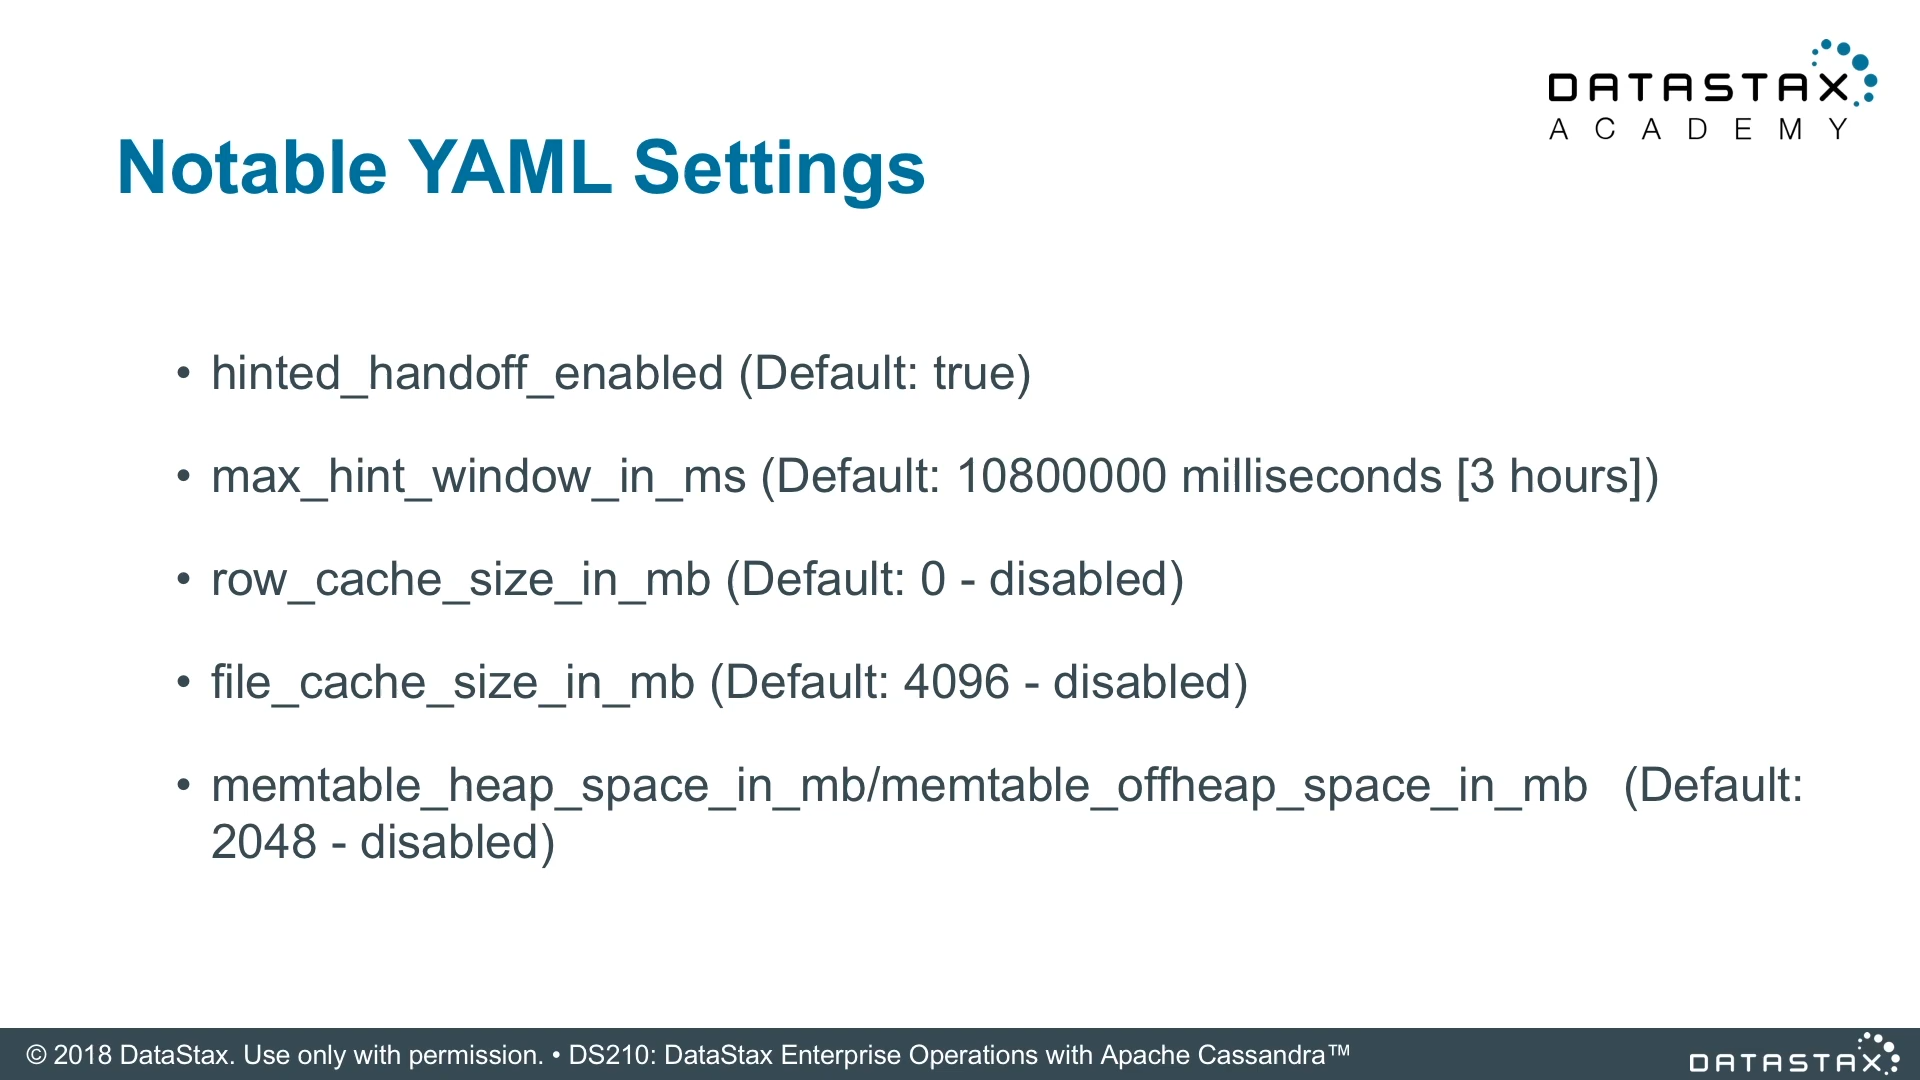 DATASTAX
ACADEMY
Notable YAML Settings
• hinted_handoff_enabled (Default: true)
• max_hint_window_in_ms (Default: 10800000 milliseconds [3 hours])
• row_cache_size_in_mb (Default: 0 - disabled)
• file_cache_size_in_mb (Default: 4096 - disabled)
• memtable_heap_space_in_mb/memtable_offheap_space_in_mb (Default:
2048 - disabled)
© 2018 DataStax. Use only with permission. • DS210: DataStax Enterprise Operations with Apache Cassandra™
DATASTAX